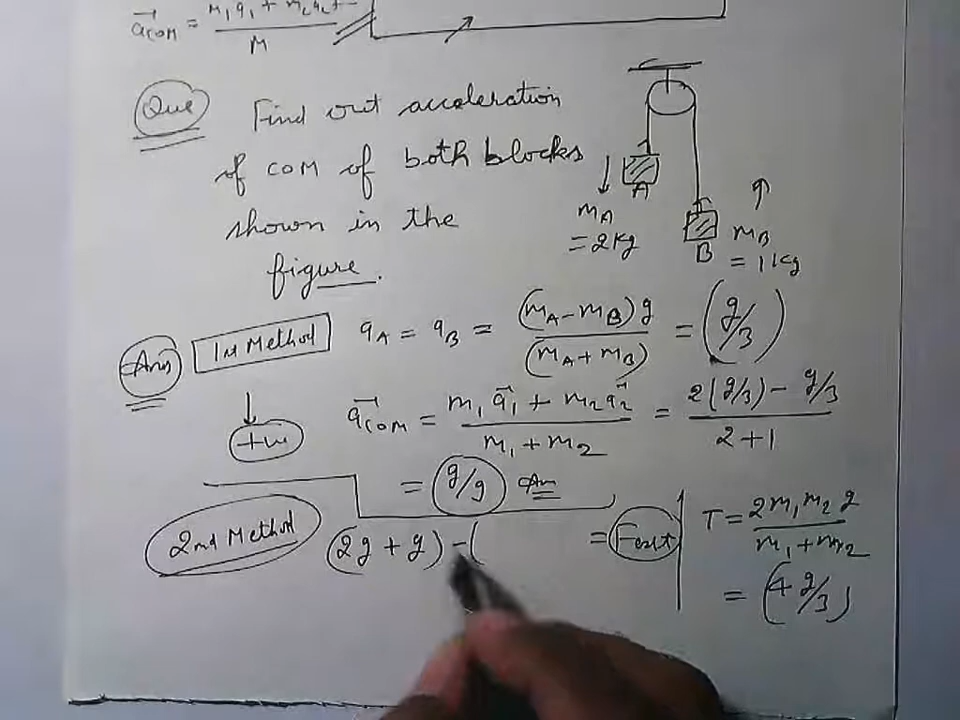 a⃗com = m₁a₁ + m₂a₂ + / M
Que Find out acceleration
of COM of both blocks
shown in the
figure.
A
mA
= 2kg
B
mB
= 1kg
Ans 1st Method aA = aB = (mA - mB)g / (mA + mB) = (g/3)
↓ +ve a⃗com = m₁a⃗₁ + m₂a⃗₂ / m₁ + m₂ = 2(g/3) - g/3 / 2+1
= g/9 Ans
2nd Method (2g + g) - ( = Fext
T = 2m₁m₂g / m₁ + m₂
= (4g/3)